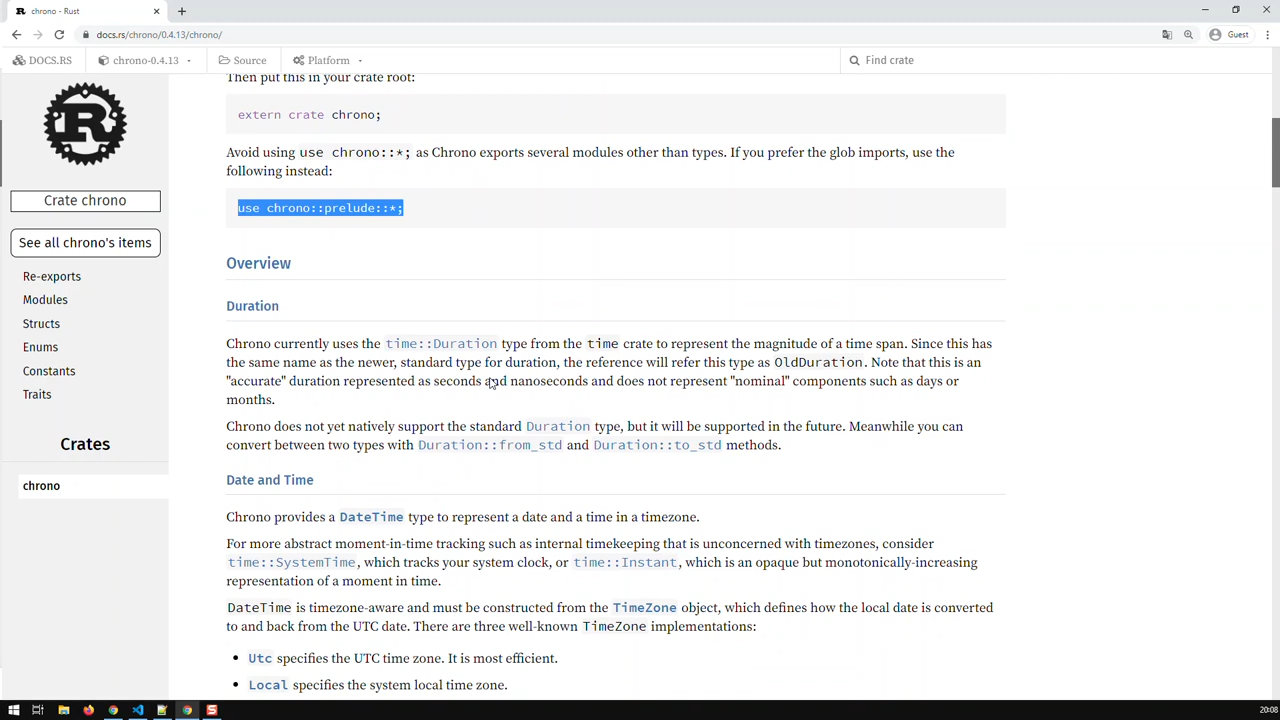 chrono - Rust
docs.rs/chrono/0.4.13/chrono/
Guest
DOCS.RS
chrono-0.4.13
Source
Platform
Find crate
Then put this in your crate root:
extern crate chrono;
Avoid using use chrono::*; as Chrono exports several modules other than types. If you prefer the glob imports, use the
following instead:
use chrono::prelude::*;
Crate chrono
See all chrono's items
Re-exports
Modules
Structs
Enums
Constants
Traits
Crates
chrono
Overview
Duration
Chrono currently uses the time::Duration type from the time crate to represent the magnitude of a time span. Since this has
the same name as the newer, standard type for duration, the reference will refer this type as OldDuration. Note that this is an
"accurate" duration represented as seconds and nanoseconds and does not represent "nominal" components such as days or
months.
Chrono does not yet natively support the standard Duration type, but it will be supported in the future. Meanwhile you can
convert between two types with Duration::from_std and Duration::to_std methods.
Date and Time
Chrono provides a DateTime type to represent a date and a time in a timezone.
For more abstract moment-in-time tracking such as internal timekeeping that is unconcerned with timezones, consider
time::SystemTime, which tracks your system clock, or time::Instant, which is an opaque but monotonically-increasing
representation of a moment in time.
DateTime is timezone-aware and must be constructed from the TimeZone object, which defines how the local date is converted
to and back from the UTC date. There are three well-known TimeZone implementations:
• Utc specifies the UTC time zone. It is most efficient.
• Local specifies the system local time zone.
20:08